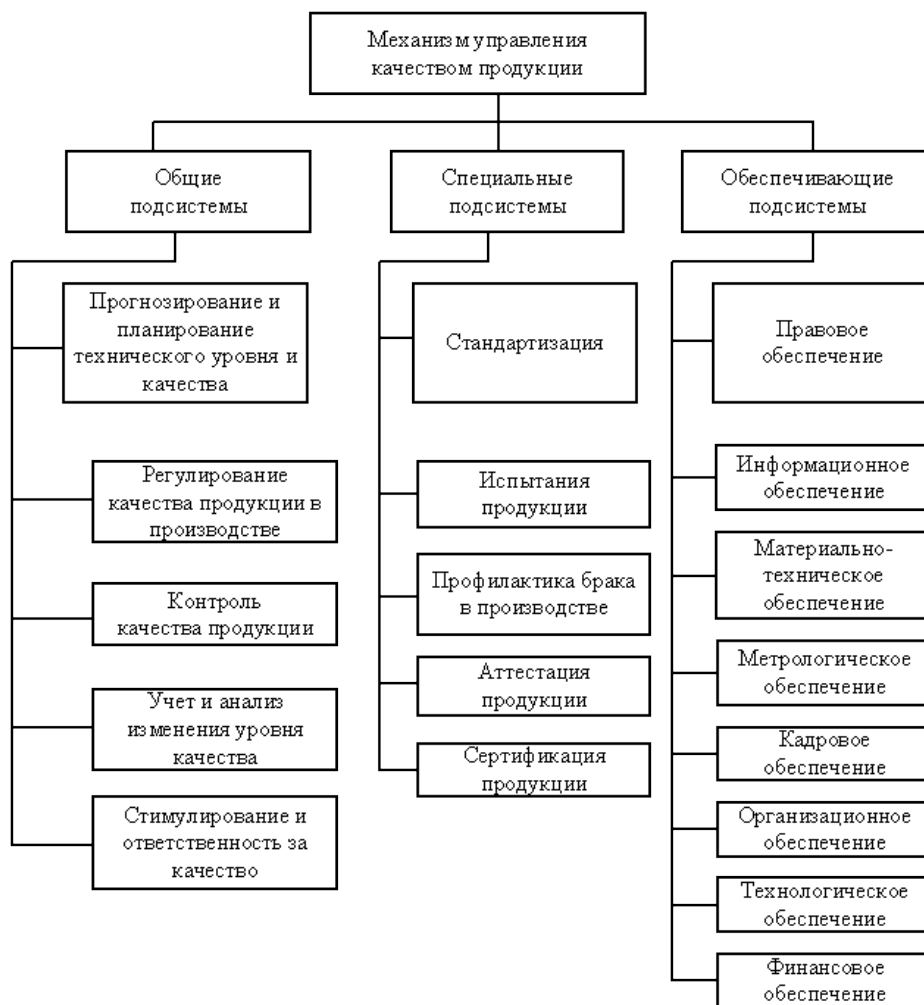 Механизм управления
качеством продукции
Общие
подсистемы
Специальные
подсистемы
Обеспечивающие
подсистемы
Прогнозирование и
планирование
технического уровня и
качества
Регулирование
качества продукции в
производстве
Контроль
качества продукции
Учет и анализ
изменения уровня
качества
Стимулирование и
ответственность за
качество
Стандартизация
Испытания
продукции
Профилактика брака
в производстве
Аттестация
продукции
Сертификация
продукции
Правовое
обеспечение
Информационное
обеспечение
Материально-
техническое
обеспечение
Метрологическое
обеспечение
Кадровое
обеспечение
Организационное
обеспечение
Технологическое
обеспечение
Финансовое
обеспечение